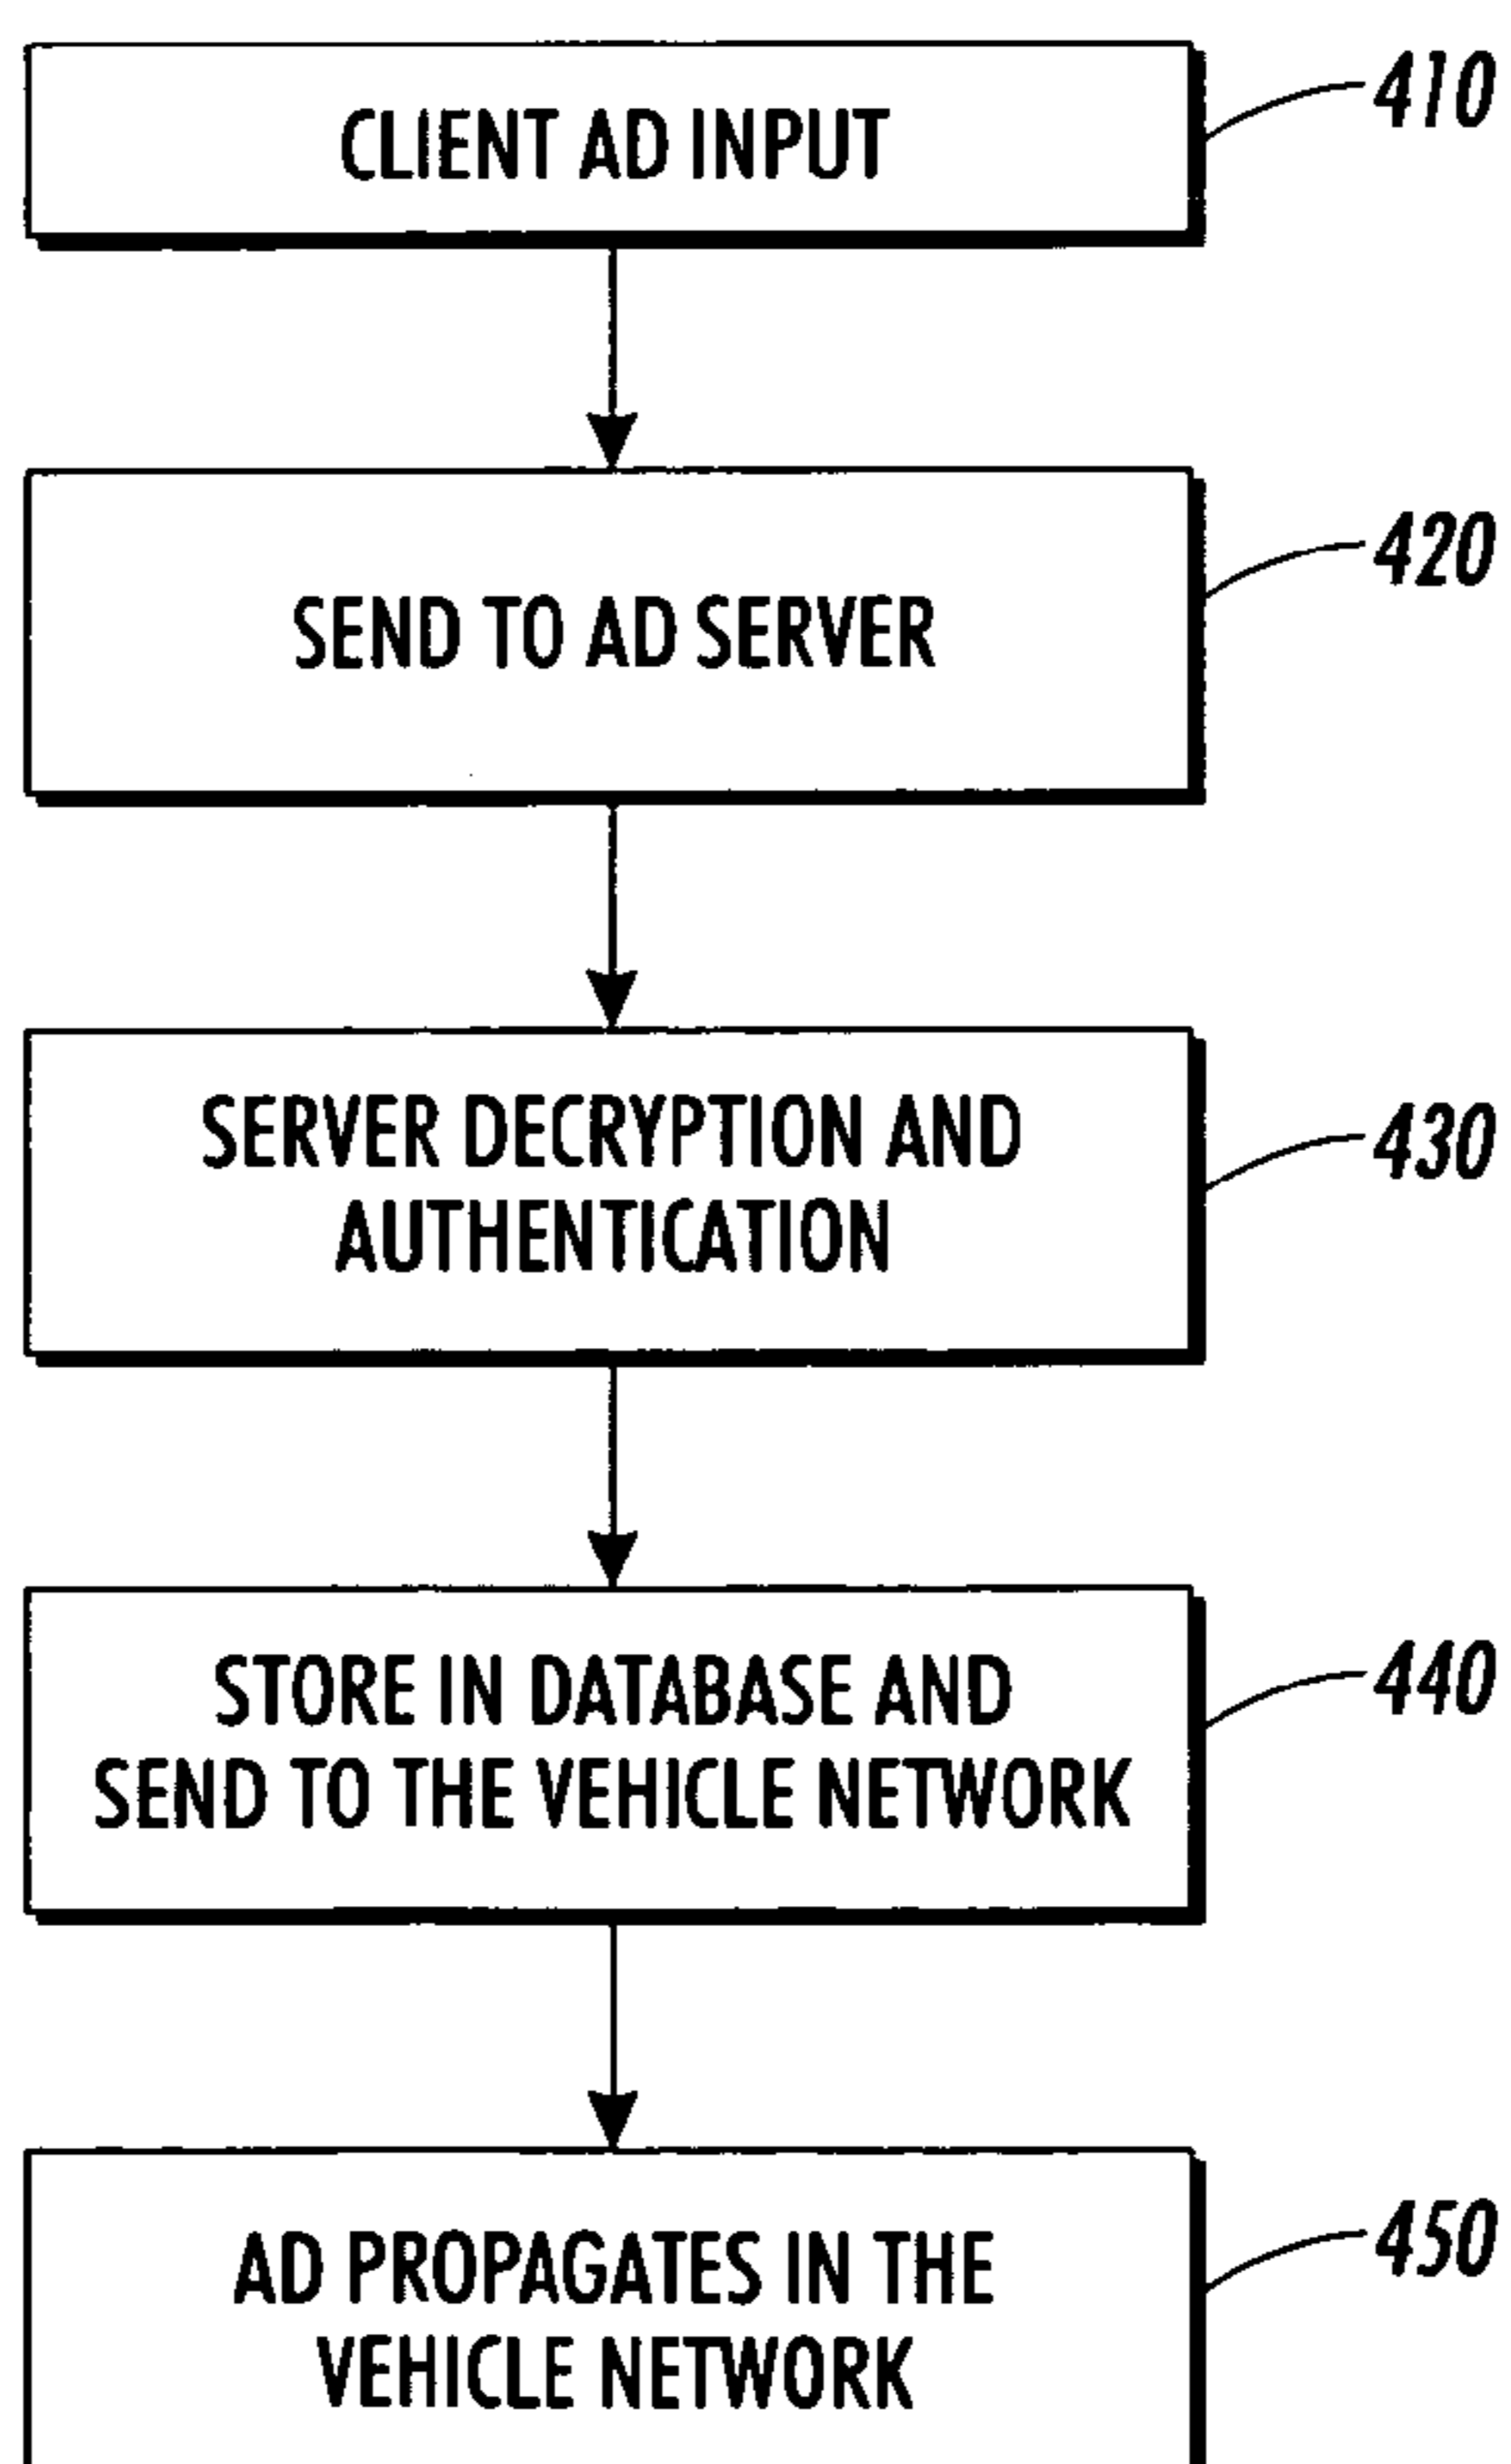 CLIENT AD INPUT
410
SEND TO AD SERVER
420
SERVER DECRYPTION AND
AUTHENTICATION
430
STORE IN DATABASE AND
SEND TO THE VEHICLE NETWORK
440
AD PROPAGATES IN THE
VEHICLE NETWORK
450